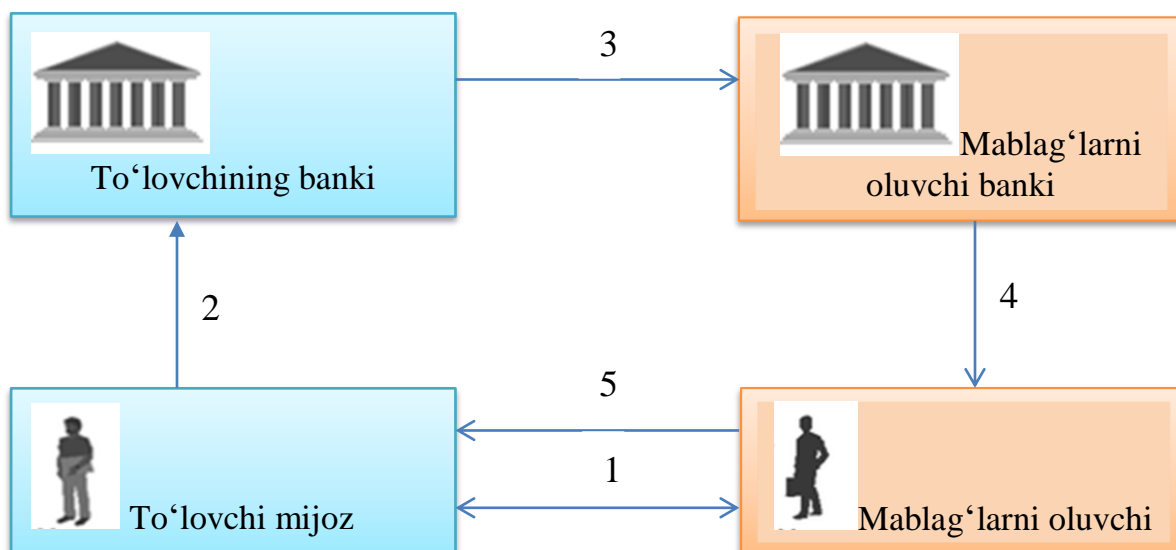 3
To‘lovchining banki
Mablag‘larni
oluvchi banki
2
4
5
1
To‘lovchi mijoz
Mablag‘larni oluvchi